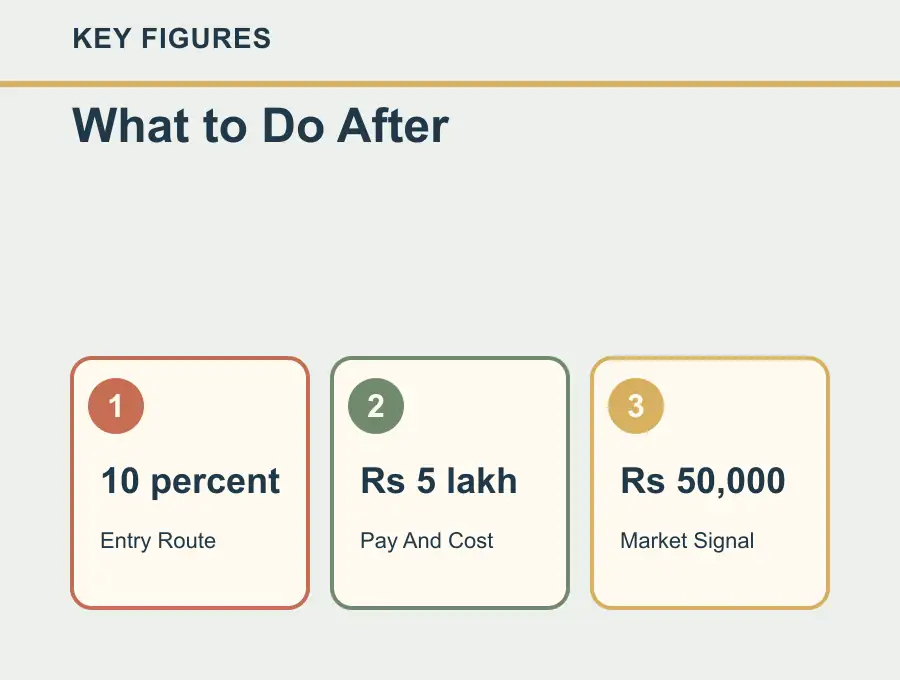 KEY FIGURES
What to Do After
1
10 percent
Entry Route
2
Rs 5 lakh
Pay And Cost
3
Rs 50,000
Market Signal